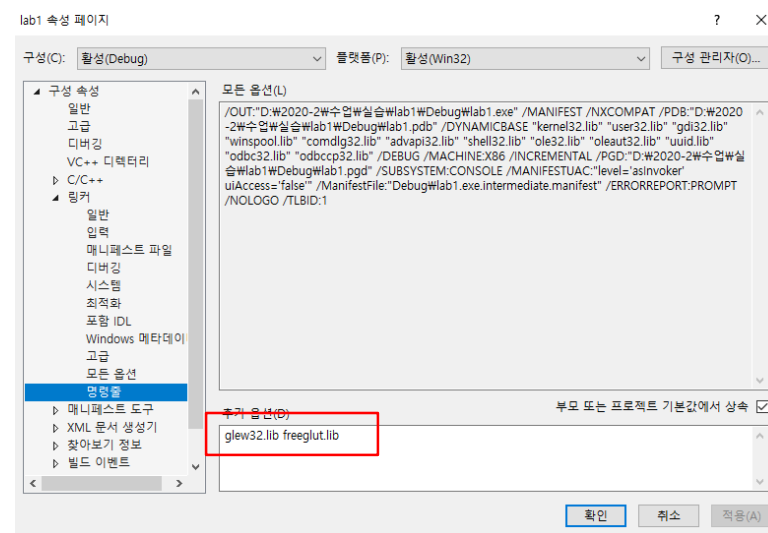 lab1 속성 페이지
? ×
구성(C): 활성(Debug) 플랫폼(P): 활성(Win32) 구성 관리자(O)...
구성 속성
일반
고급
디버깅
VC++ 디렉터리
C/C++
링커
일반
입력
매니페스트 파일
디버깅
시스템
최적화
포함 IDL
Windows 메타데이
고급
모든 옵션
명령줄
매니페스트 도구
XML 문서 생성기
찾아보기 정보
빌드 이벤트
모든 옵션(L)
/OUT:"D:₩2020-2₩수업₩실습₩lab1₩Debug₩lab1.exe" /MANIFEST /NXCOMPAT /PDB:"D:₩2020
-2₩수업₩실습₩lab1₩Debug₩lab1.pdb" /DYNAMICBASE "kernel32.lib" "user32.lib" "gdi32.lib"
"winspool.lib" "comdlg32.lib" "advapi32.lib" "shell32.lib" "ole32.lib" "oleaut32.lib" "uuid.lib"
"odbc32.lib" "odbccp32.lib" /DEBUG /MACHINE:X86 /INCREMENTAL /PGD:"D:₩2020-2₩수업₩실
습₩lab1₩Debug₩lab1.pgd" /SUBSYSTEM:CONSOLE /MANIFESTUAC:"level='asInvoker'
uiAccess='false'" /ManifestFile:"Debug₩lab1.exe.intermediate.manifest" /ERRORREPORT:PROMPT
/NOLOGO /TLBID:1
추가 옵션(D) 부모 또는 프로젝트 기본값에서 상속
glew32.lib freeglut.lib
확인 취소 적용(A)